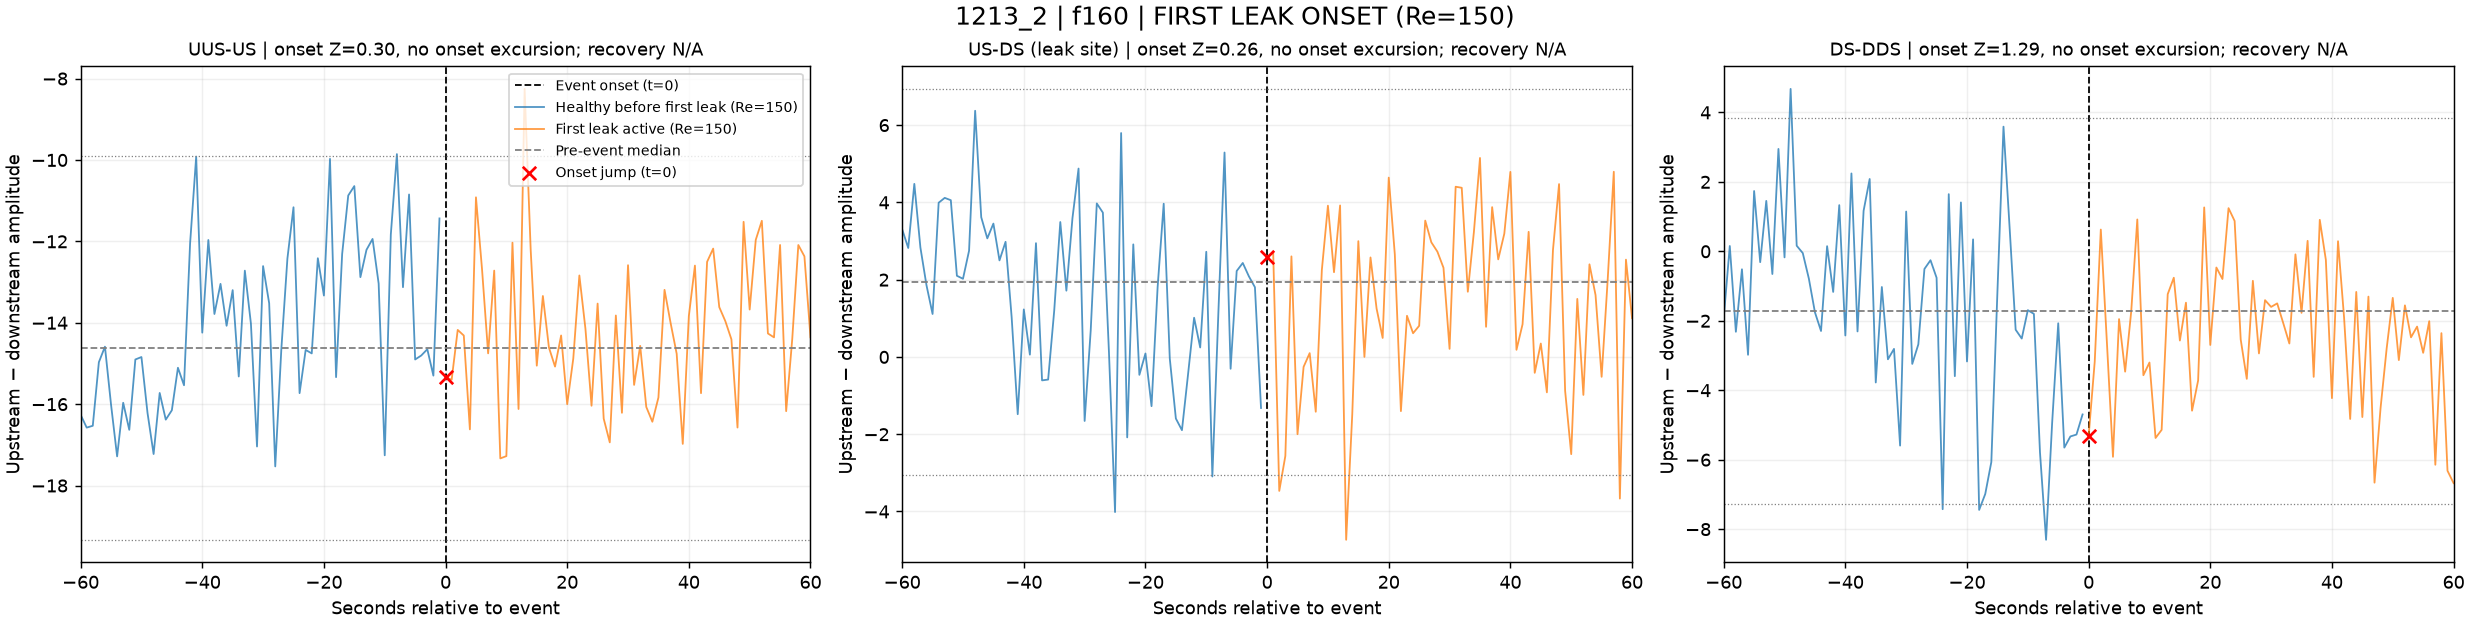 1213_2 | f160 | FIRST LEAK ONSET (Re=150)
UUS-US | onset Z=0.30, no onset excursion; recovery N/A
Upstream − downstream amplitude
−8
−10
−12
−14
−16
−18
Event onset (t=0)
Healthy before first leak (Re=150)
First leak active (Re=150)
Pre-event median
Onset jump (t=0)
−60 −40 −20 0 20 40 60
Seconds relative to event
US-DS (leak site) | onset Z=0.26, no onset excursion; recovery N/A
Upstream − downstream amplitude
6
4
2
0
−2
−4
−60 −40 −20 0 20 40 60
Seconds relative to event
DS-DDS | onset Z=1.29, no onset excursion; recovery N/A
Upstream − downstream amplitude
4
2
0
−2
−4
−6
−8
−60 −40 −20 0 20 40 60
Seconds relative to event